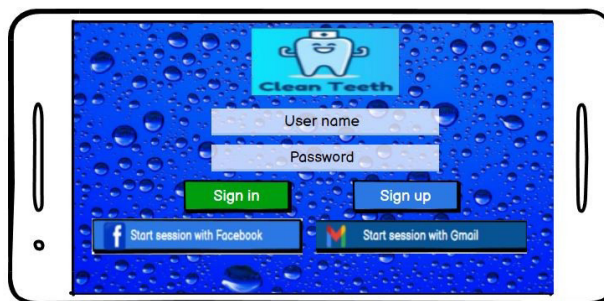 Clean Teeth
User name
Password
Sign in
Sign up
f Start session with Facebook
Start session with Gmail